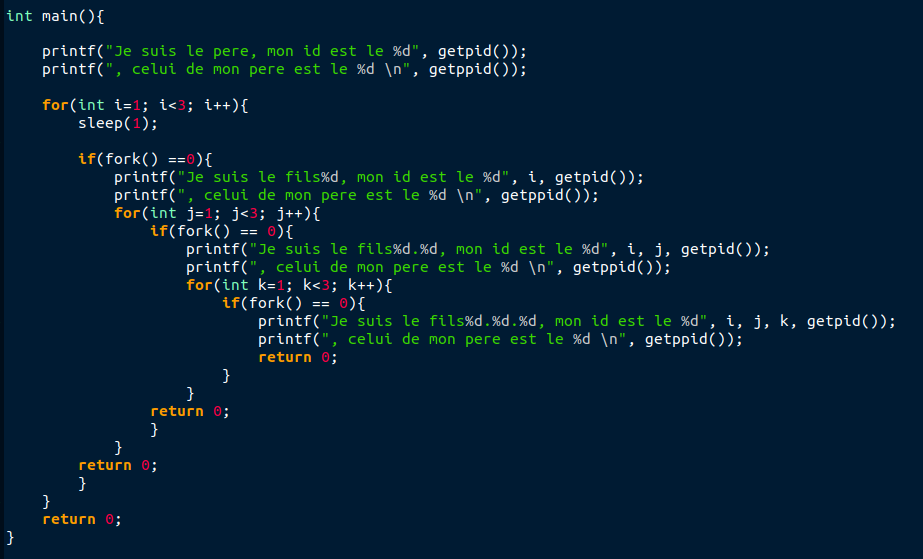 int main(){
printf("Je suis le pere, mon id est le %d", getpid());
printf(", celui de mon pere est le %d \n", getppid());
for(int i=1; i<3; i++){
sleep(1);
if(fork() ==0){
printf("Je suis le fils%d, mon id est le %d", i, getpid());
printf(", celui de mon pere est le %d \n", getppid());
for(int j=1; j<3; j++){
if(fork() == 0){
printf("Je suis le fils%d.%d, mon id est le %d", i, j, getpid());
printf(", celui de mon pere est le %d \n", getppid());
for(int k=1; k<3; k++){
if(fork() == 0){
printf("Je suis le fils%d.%d.%d, mon id est le %d", i, j, k, getpid());
printf(", celui de mon pere est le %d \n", getppid());
return 0;
}
}
return 0;
}
}
return 0;
}
}
return 0;
}